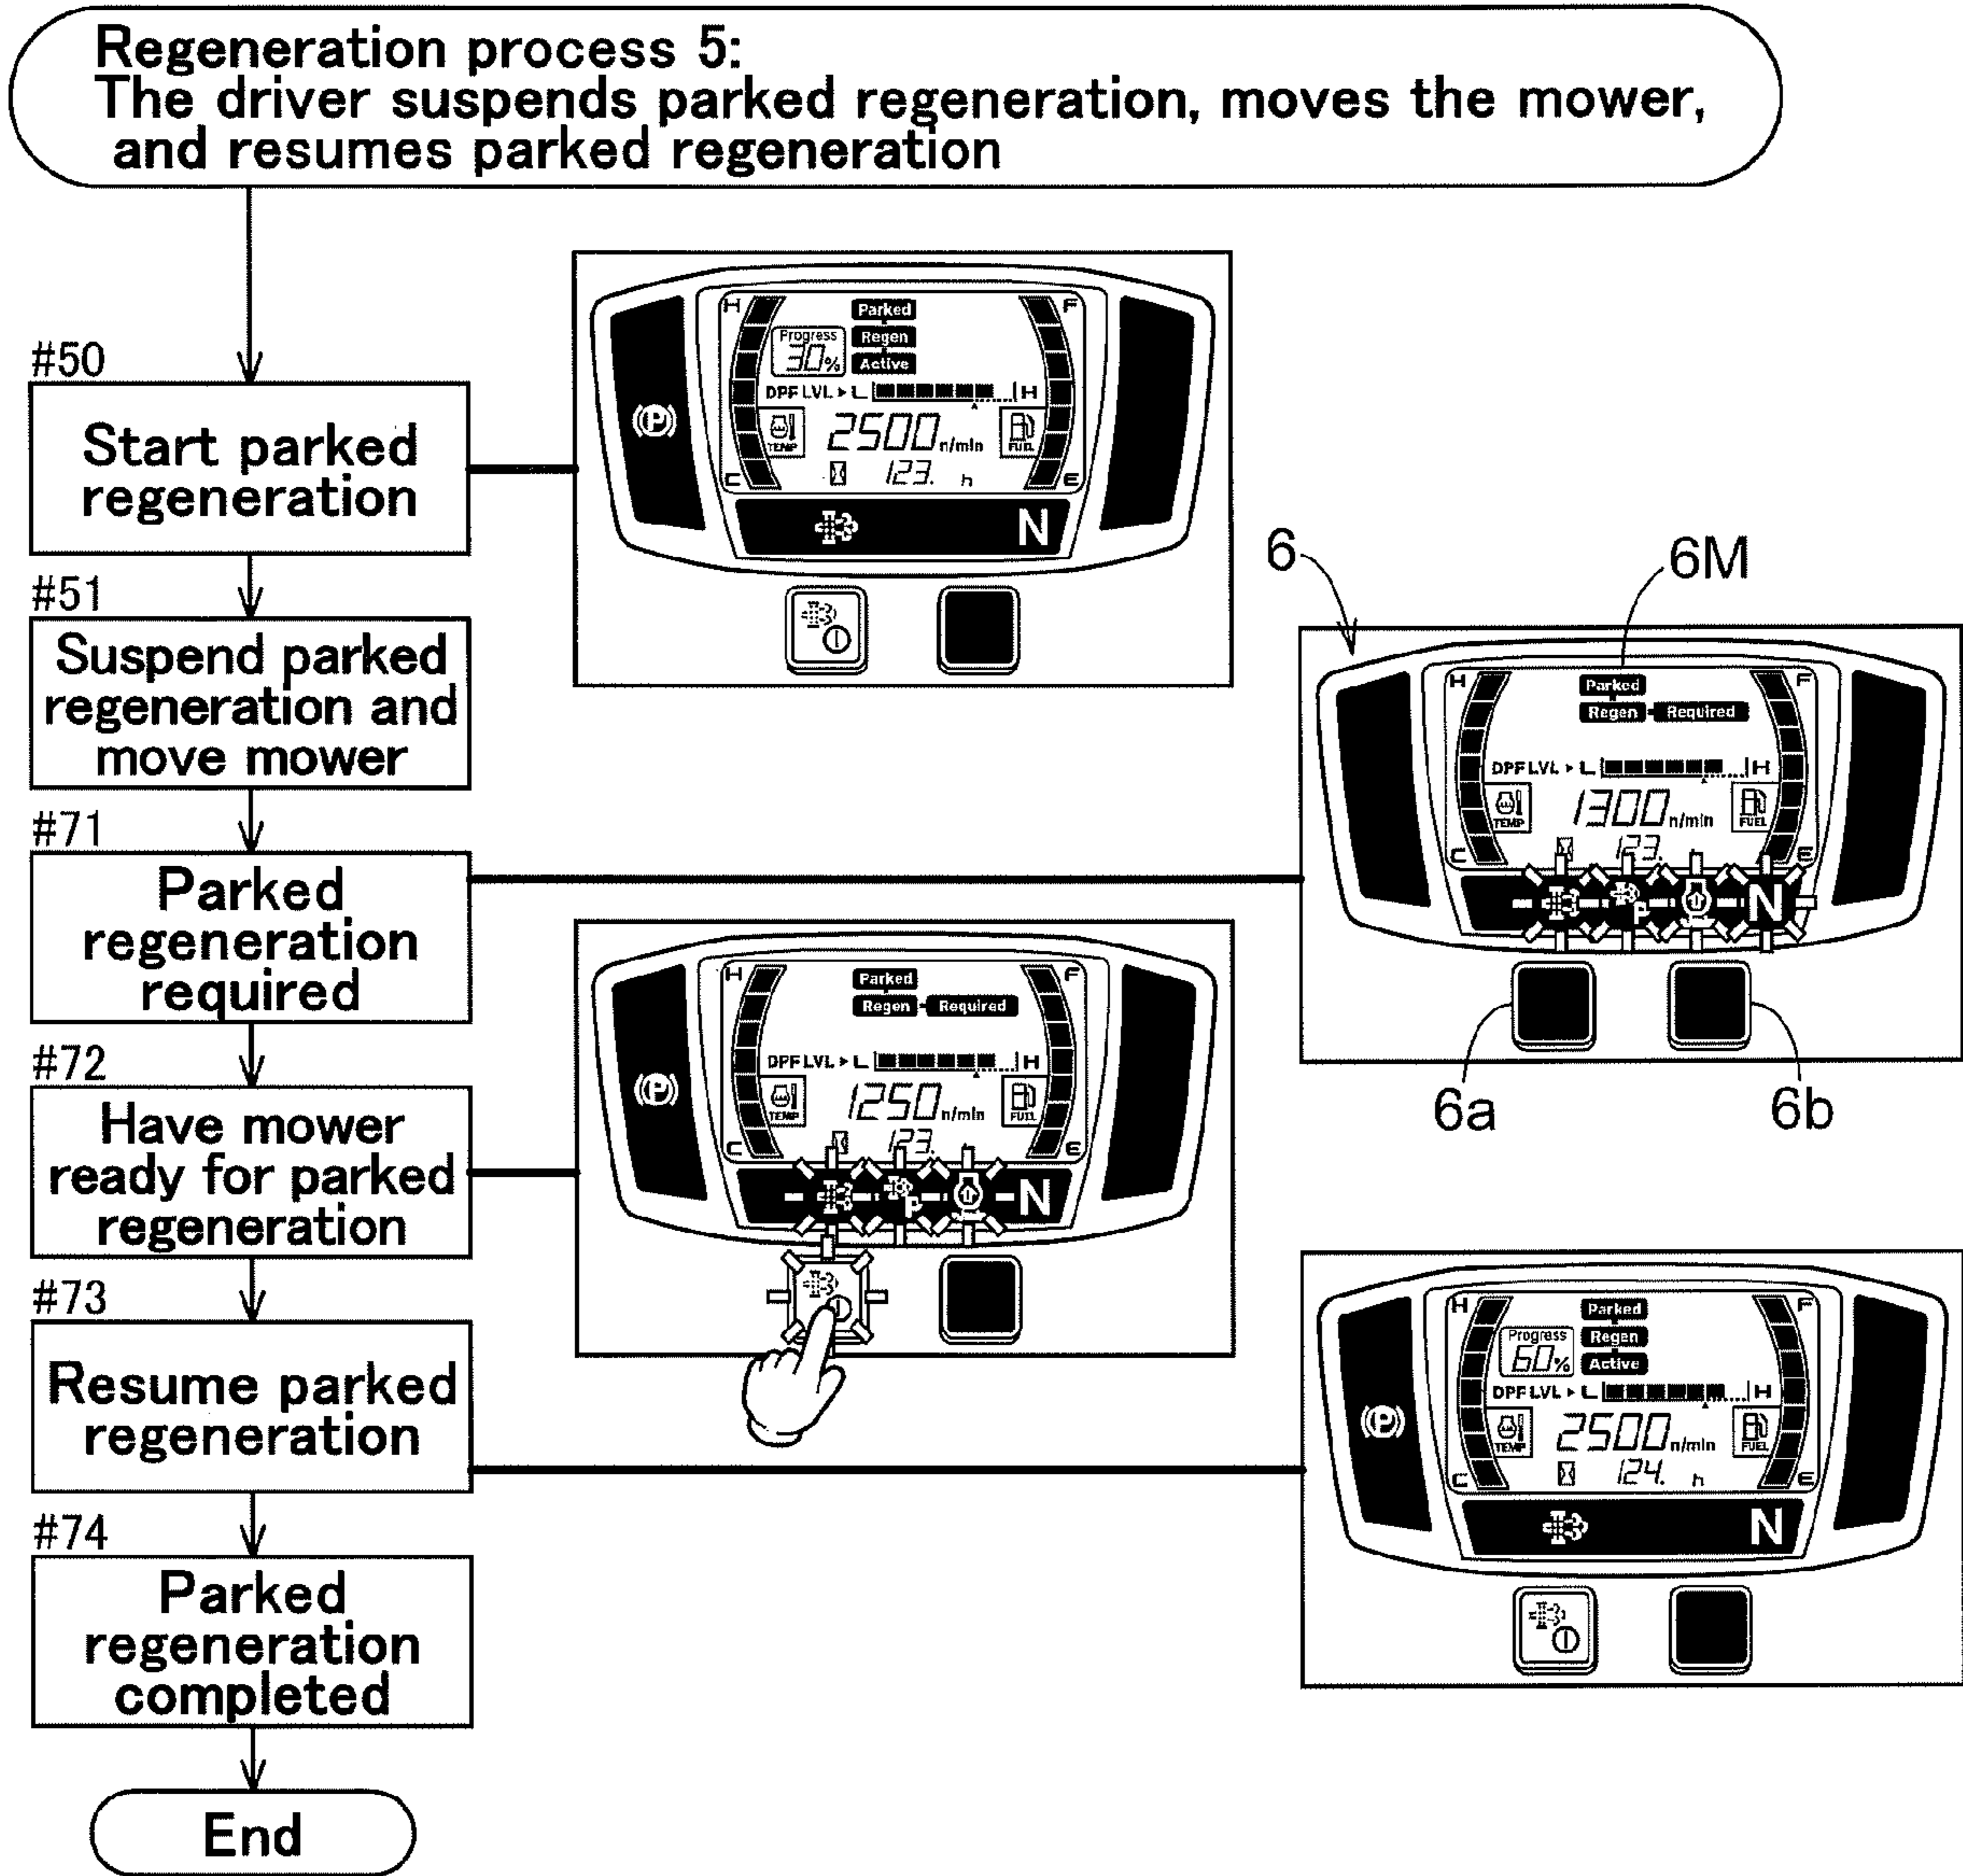 Regeneration process 5:
The driver suspends parked regeneration, moves the mower,
and resumes parked regeneration
#50
Start parked
regeneration
H
F
Parked
Progress
30%
Regen
Active
DPF LVL ▸ L
H
TEMP
2500 n/min
FUEL
C
123. h
E
(P)
N
#51
Suspend parked
regeneration and
move mower
6
6M
H
F
Parked
Regen
Required
DPF LVL ▸ L
H
TEMP
1300 n/min
FUEL
C
123.
E
P
N
6a
6b
#71
Parked
regeneration
required
#72
Have mower
ready for parked
regeneration
H
F
Parked
Regen
Required
DPF LVL ▸ L
H
TEMP
1250 n/min
FUEL
C
123.
E
(P)
P
N
#73
Resume parked
regeneration
H
F
Parked
Progress
60%
Regen
Active
DPF LVL ▸ L
H
TEMP
2500 n/min
FUEL
C
124. h
E
(P)
N
#74
Parked
regeneration
completed
End